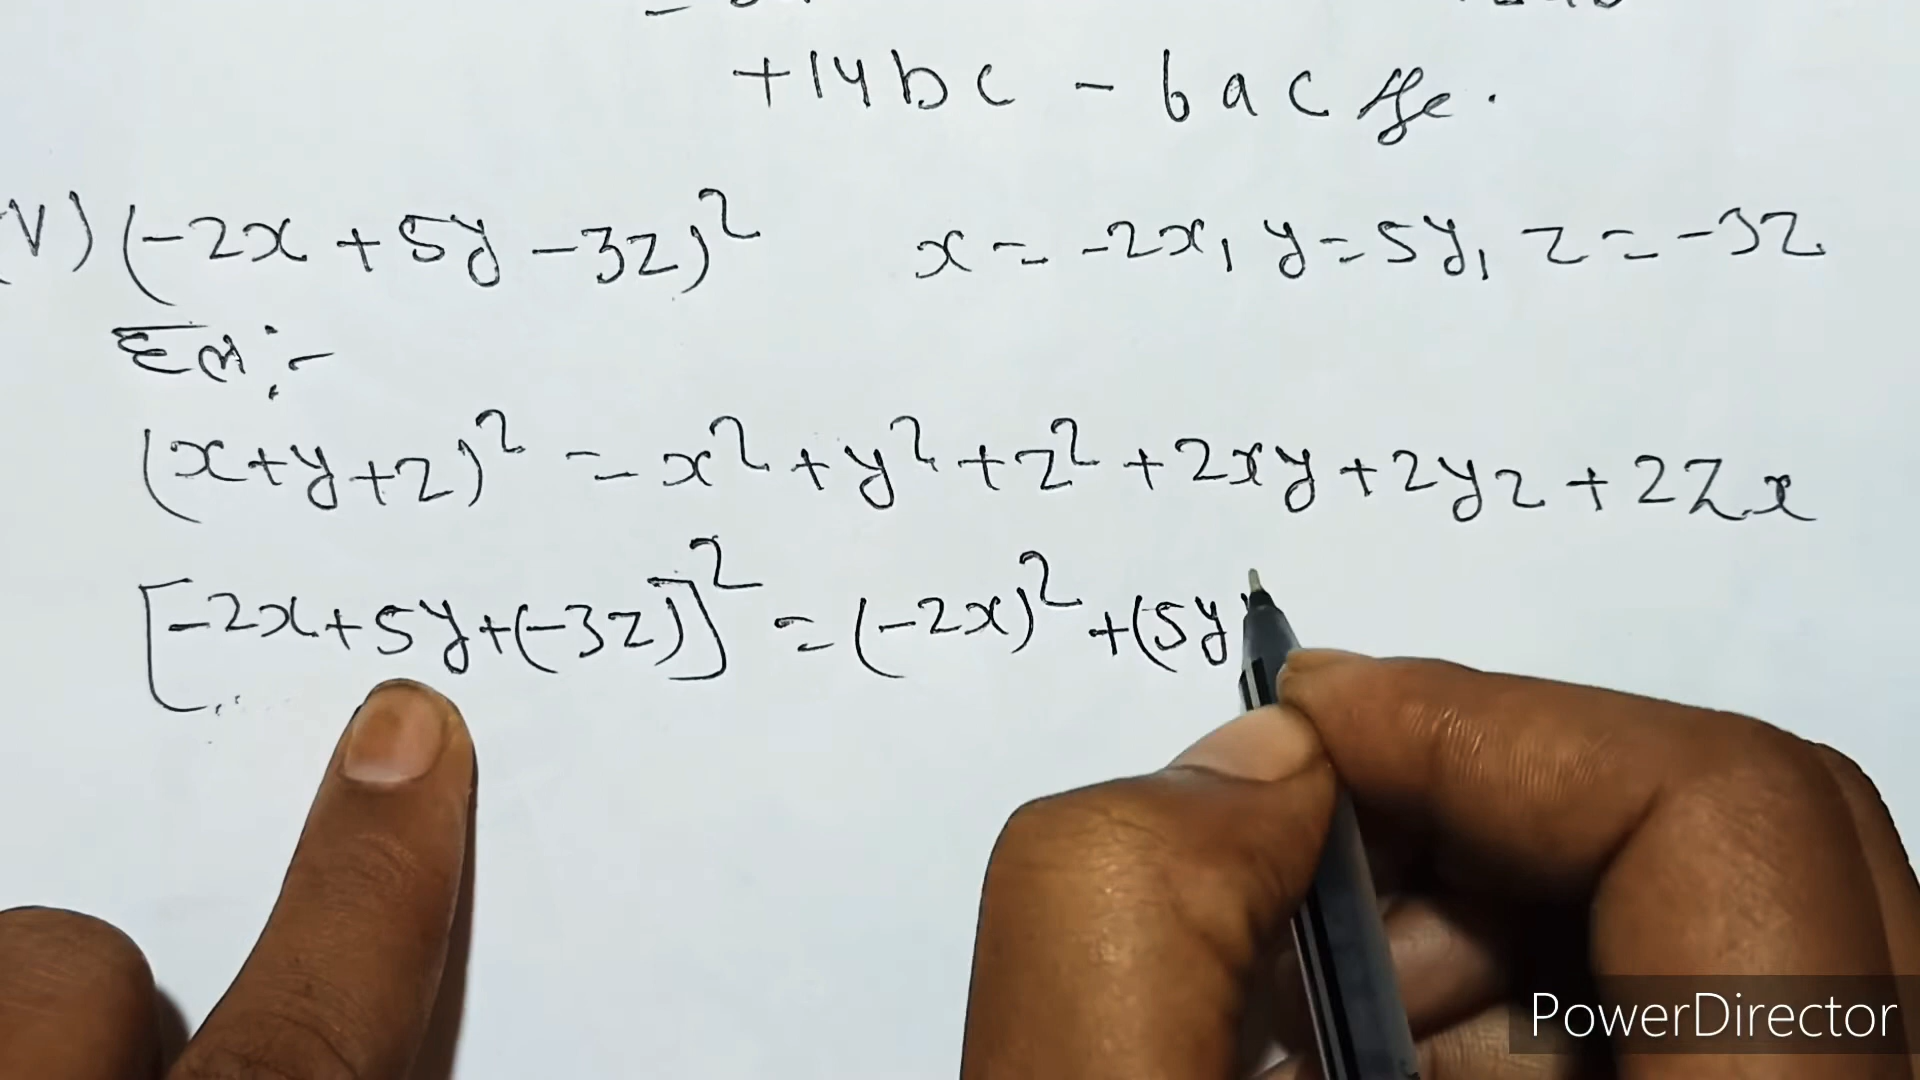 +14bc - 6ac
V) (-2x + 5y - 3z)² x = -2x, y = 5y, z = -3z
हल :-
(x+y+z)² = x² + y² + z² + 2xy + 2yz + 2zx
[-2x + 5y + (-3z)]² = (-2x)² + (5y
PowerDirector